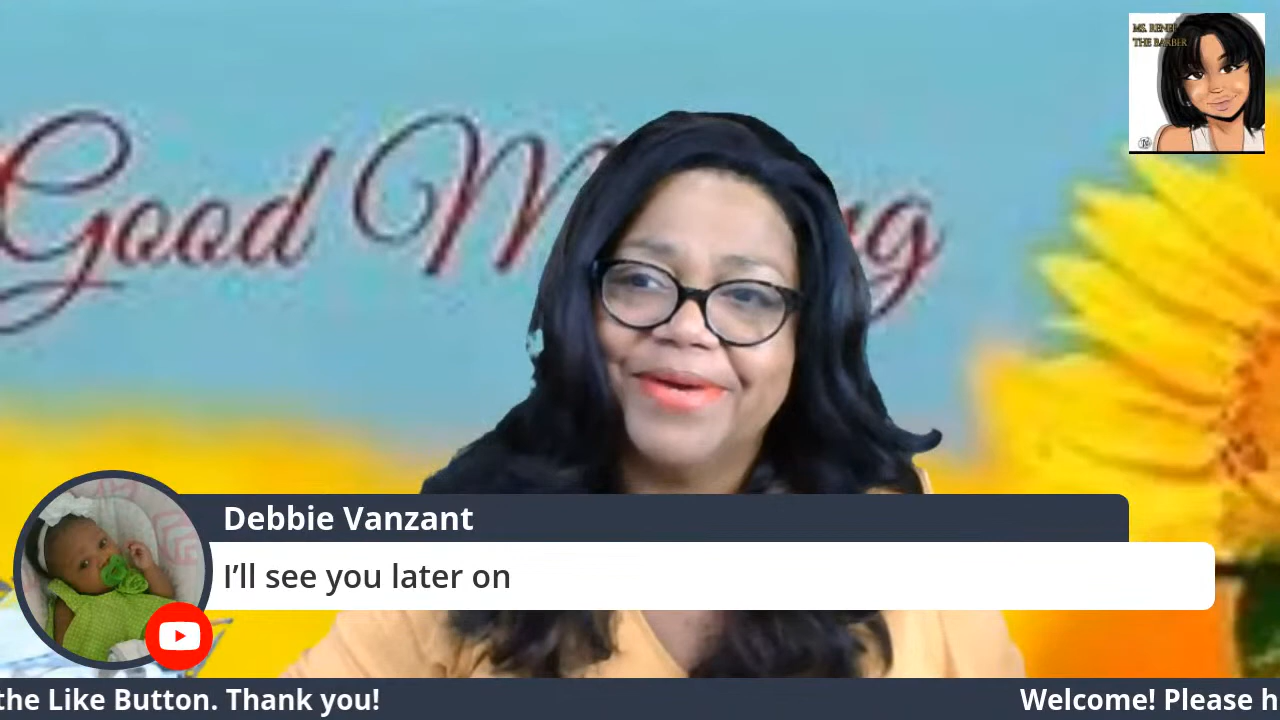 MS. RENEE
THE BARBER
Good M ng
Debbie Vanzant
I’ll see you later on
the Like Button. Thank you! Welcome! Please h